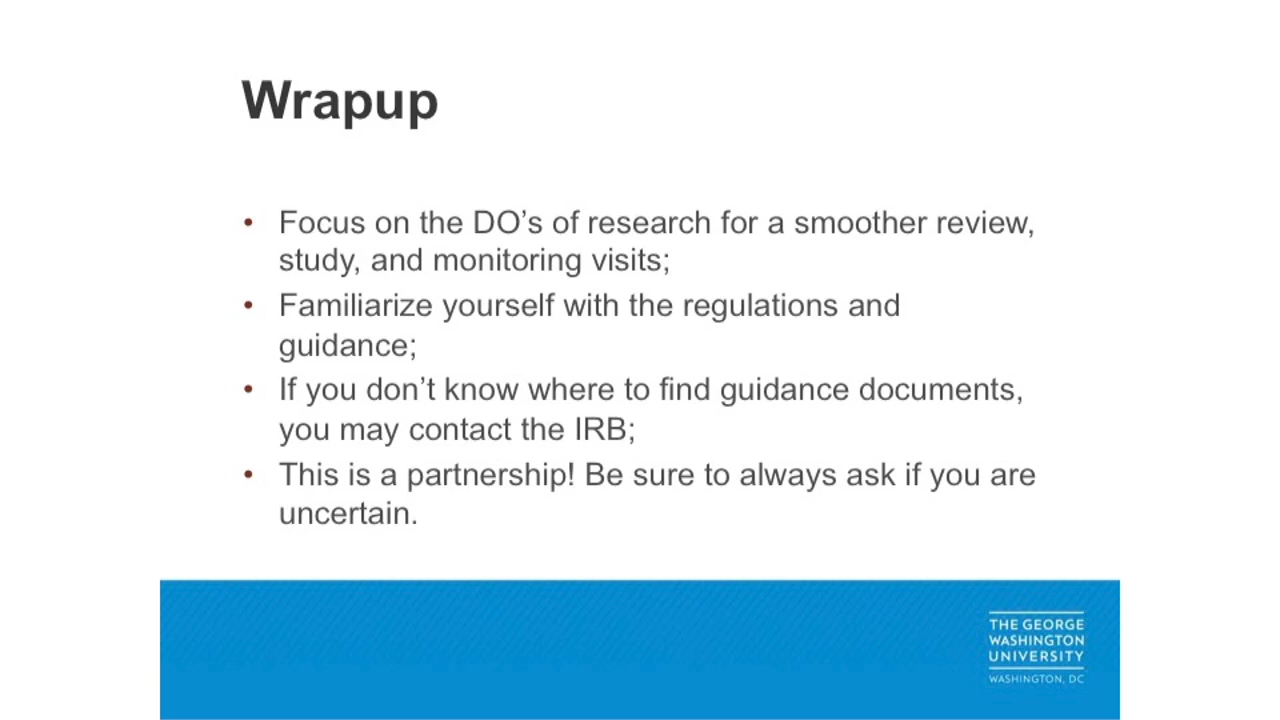 Wrapup
• Focus on the DO’s of research for a smoother review,
study, and monitoring visits;
• Familiarize yourself with the regulations and
guidance;
• If you don’t know where to find guidance documents,
you may contact the IRB;
• This is a partnership! Be sure to always ask if you are
uncertain.
THE GEORGE
WASHINGTON
UNIVERSITY
WASHINGTON, DC